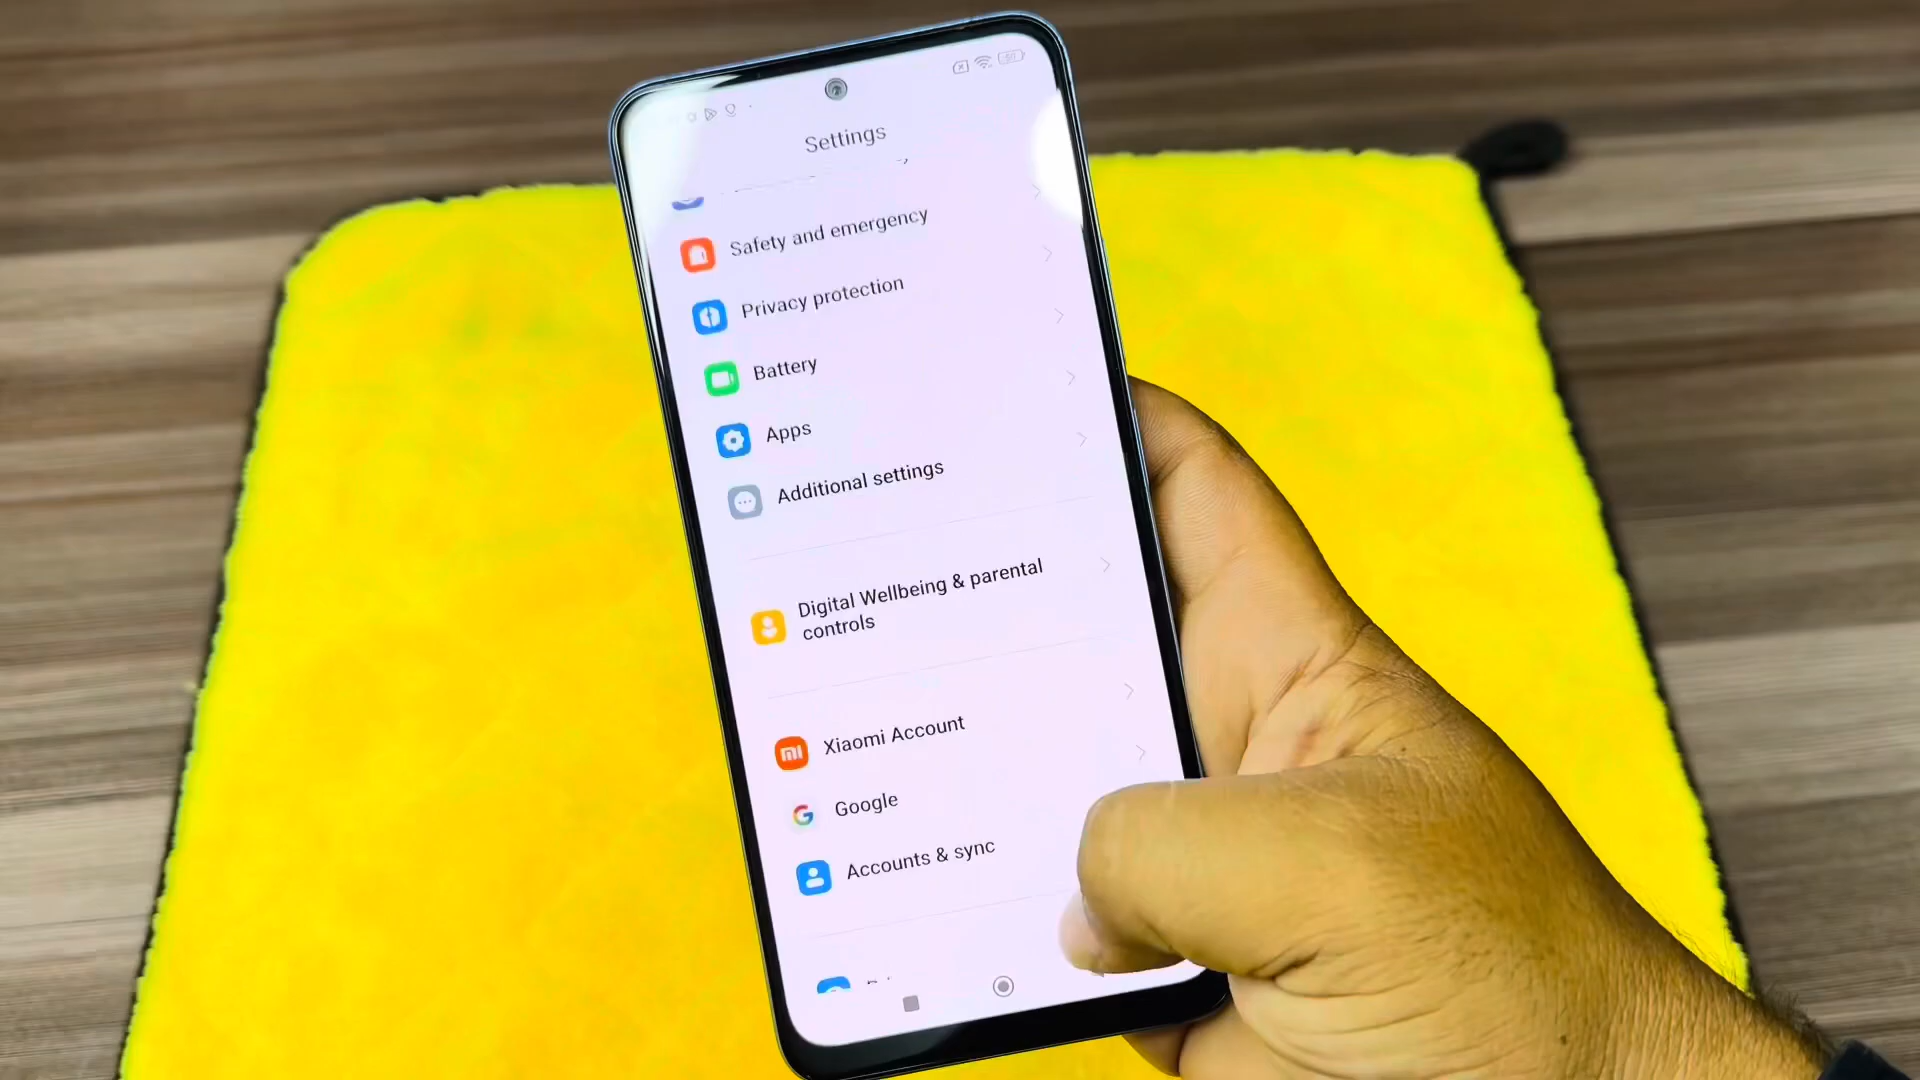 Settings
Safety and emergency
Privacy protection
Battery
Apps
Additional settings
Digital Wellbeing & parental
controls
Xiaomi Account
Google
Accounts & sync